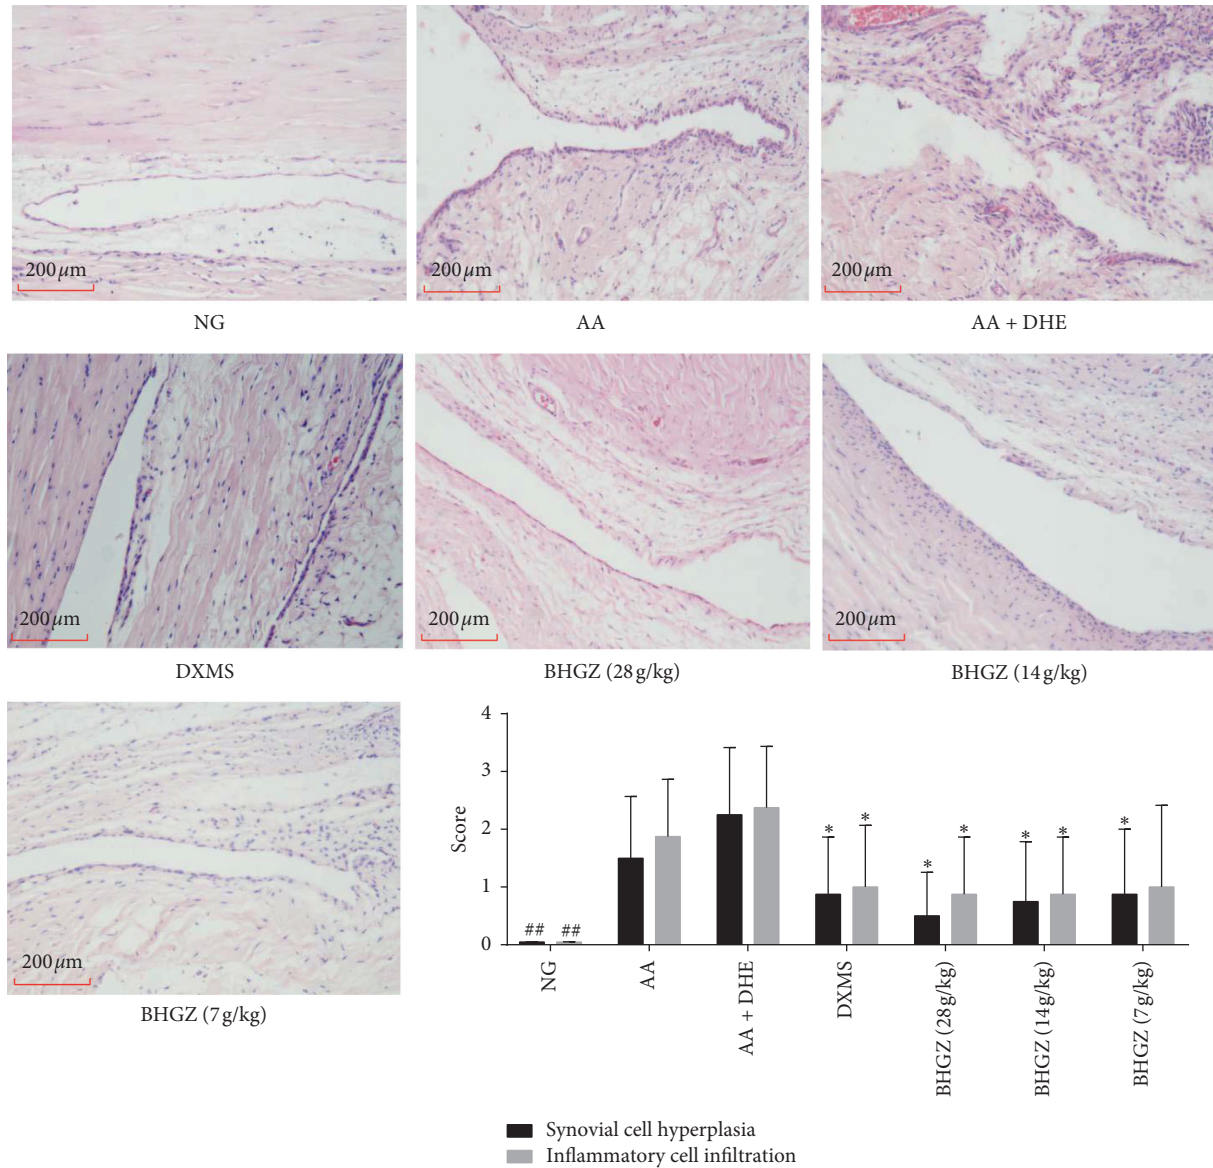 200 μm
200 μm
200 μm
NG
AA
AA + DHE
200 μm
200 μm
200 μm
DXMS
BHGZ (28 g/kg)
BHGZ (14 g/kg)
200 μm
BHGZ (7 g/kg)
4
3
2
1
0
Score
## ##
* *
* *
* *
*
NG
AA
AA + DHE
DXMS
BHGZ (28 g/kg)
BHGZ (14 g/kg)
BHGZ (7 g/kg)
Synovial cell hyperplasia
Inflammatory cell infiltration